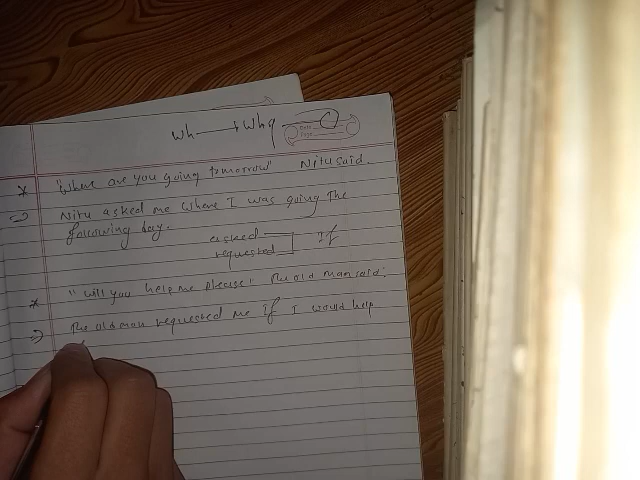 Wh → Wh q
Date
Page
* "Where are you going tomorrow" Nitu said.
⇒ Nitu asked me where I was going the
following day.
asked
requested If
* "Will you help me please" The old man said.
⇒ The old man requested me If I would help